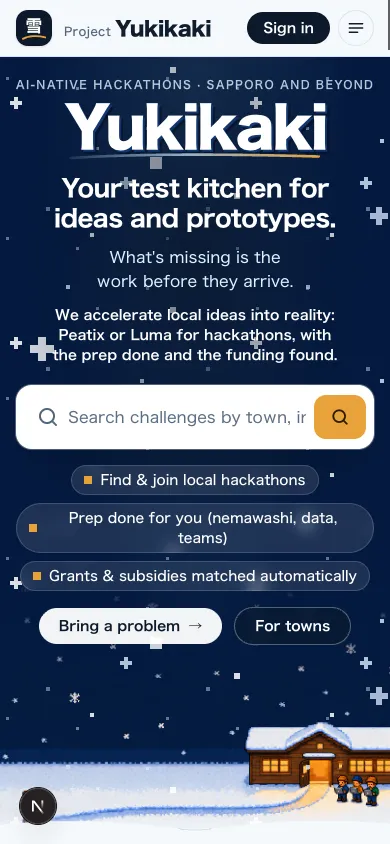 雪 Project Yukikaki Sign in
AI-NATIVE HACKATHONS · SAPPORO AND BEYOND
Yukikaki
Your test kitchen for
ideas and prototypes.
What's missing is the
work before they arrive.
We accelerate local ideas into reality:
Peatix or Luma for hackathons, with
the prep done and the funding found.
Search challenges by town, in
Find & join local hackathons
Prep done for you (nemawashi, data,
teams)
Grants & subsidies matched automatically
Bring a problem → For towns
N